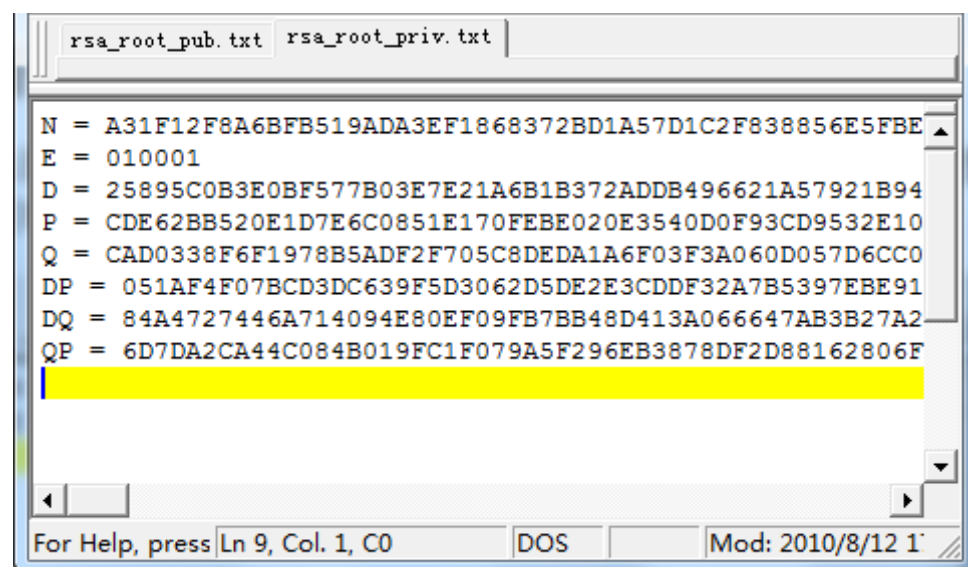 rsa_root_pub.txt rsa_root_priv.txt
N = A31F12F8A6BFB519ADA3EF1868372BD1A57D1C2F838856E5FBE
E = 010001
D = 25895C0B3E0BF577B03E7E21A6B1B372ADDB496621A57921B94
P = CDE62BB520E1D7E6C0851E170FEBE020E3540D0F93CD9532E10
Q = CAD0338F6F1978B5ADF2F705C8DEDA1A6F03F3A060D057D6CC0
DP = 051AF4F07BCD3DC639F5D3062D5DE2E3CDDF32A7B5397EBE91
DQ = 84A4727446A714094E80EF09FB7BB48D413A066647AB3B27A2
QP = 6D7DA2CA44C084B019FC1F079A5F296EB3878DF2D88162806F
For Help, press Ln 9, Col. 1, C0 DOS Mod: 2010/8/12 1